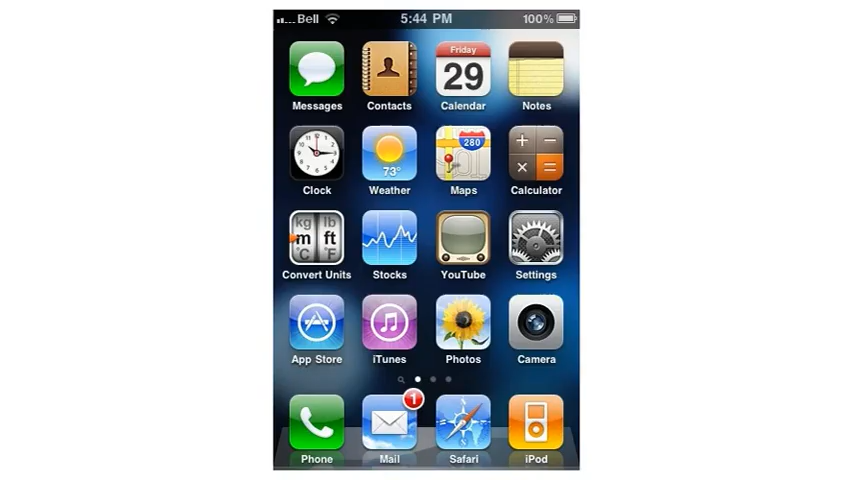 Bell 5:44 PM 100%
Friday
29
Messages Contacts Calendar Notes
280
73°
Clock Weather Maps Calculator
kg lb
m ft
°C °F
Convert Units Stocks YouTube Settings
App Store iTunes Photos Camera
1
Phone Mail Safari iPod